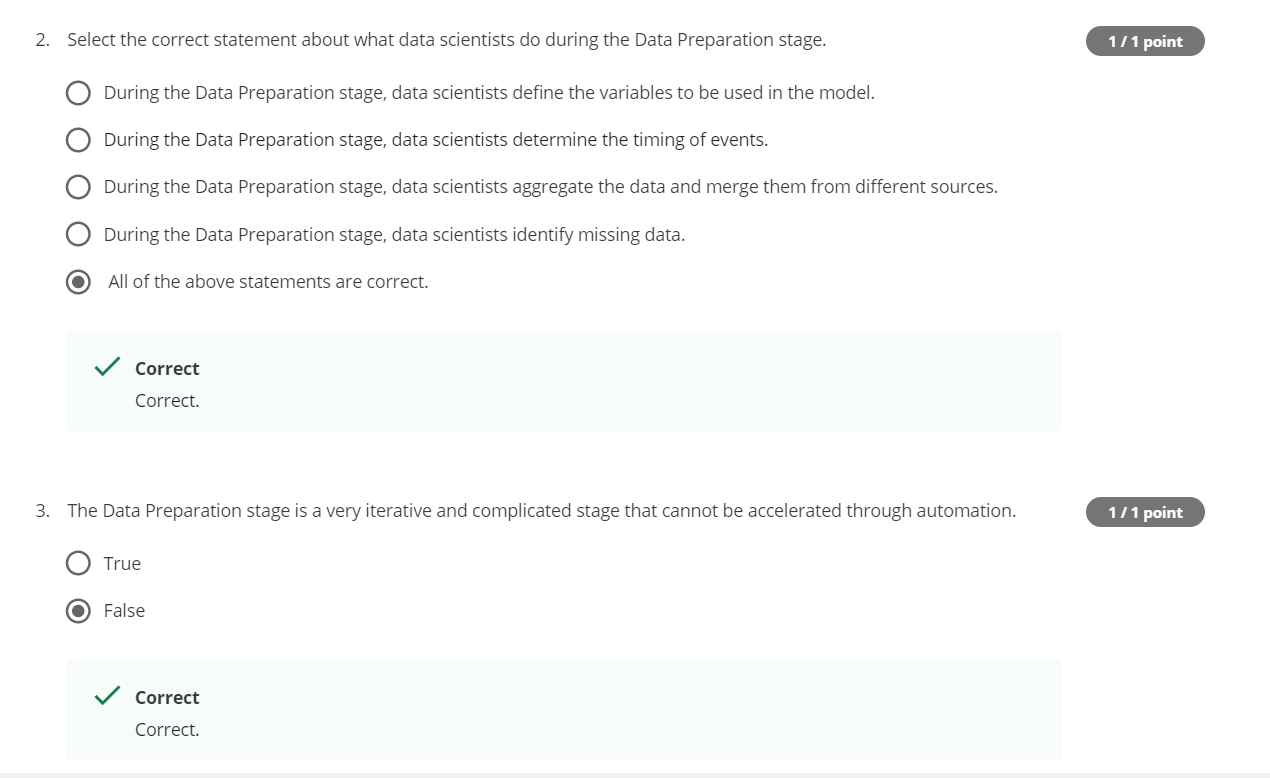 2. Select the correct statement about what data scientists do during the Data Preparation stage. 1 / 1 point
During the Data Preparation stage, data scientists define the variables to be used in the model.
During the Data Preparation stage, data scientists determine the timing of events.
During the Data Preparation stage, data scientists aggregate the data and merge them from different sources.
During the Data Preparation stage, data scientists identify missing data.
All of the above statements are correct.
Correct
Correct.
3. The Data Preparation stage is a very iterative and complicated stage that cannot be accelerated through automation. 1 / 1 point
True
False
Correct
Correct.